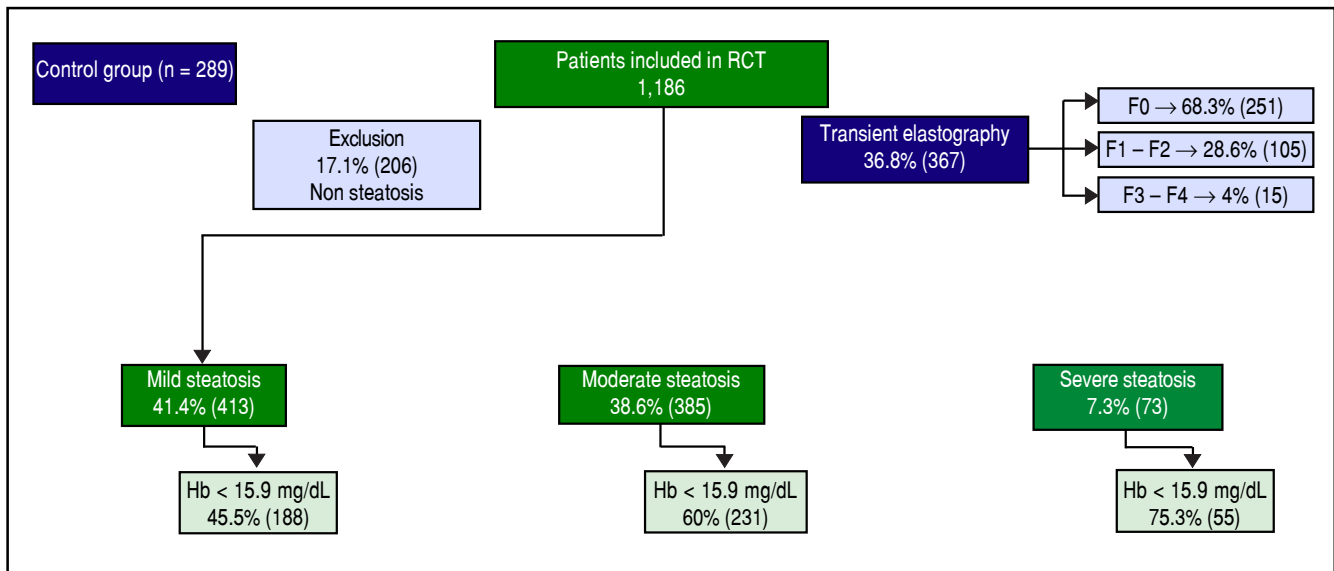 Control group (n = 289)
Patients included in RCT
1,186
Exclusion
17.1% (206)
Non steatosis
Transient elastography
36.8% (367)
F0 → 68.3% (251)
F1 – F2 → 28.6% (105)
F3 – F4 → 4% (15)
Mild steatosis
41.4% (413)
Moderate steatosis
38.6% (385)
Severe steatosis
7.3% (73)
Hb < 15.9 mg/dL
45.5% (188)
Hb < 15.9 mg/dL
60% (231)
Hb < 15.9 mg/dL
75.3% (55)